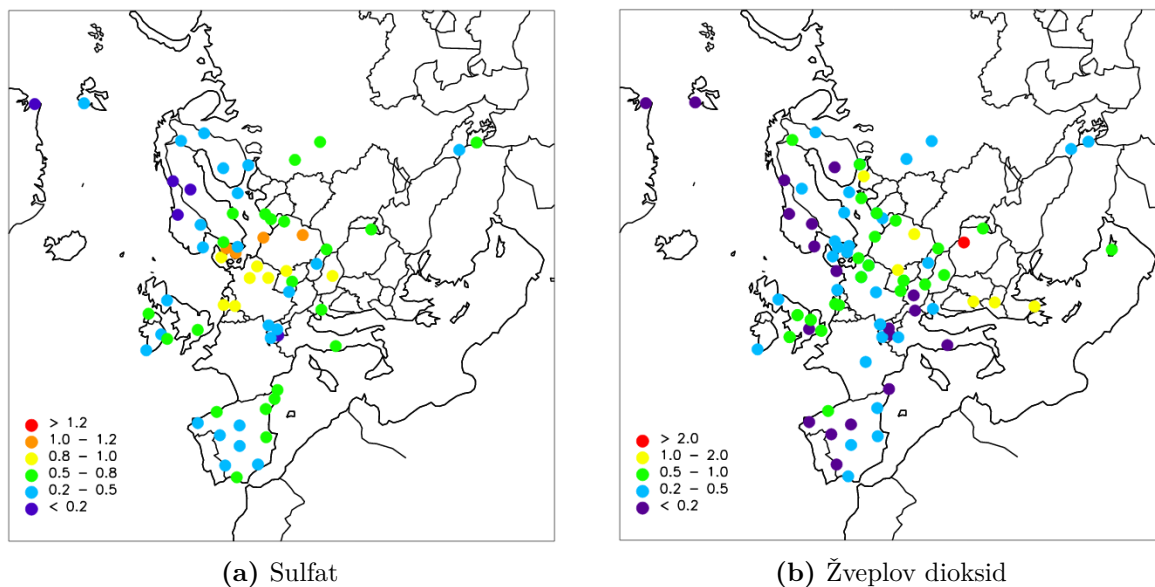 > 1.2
1.0 – 1.2
0.8 – 1.0
0.5 – 0.8
0.2 – 0.5
< 0.2
> 2.0
1.0 – 2.0
0.5 – 1.0
0.2 – 0.5
< 0.2
(a) Sulfat
(b) Žveplov dioksid